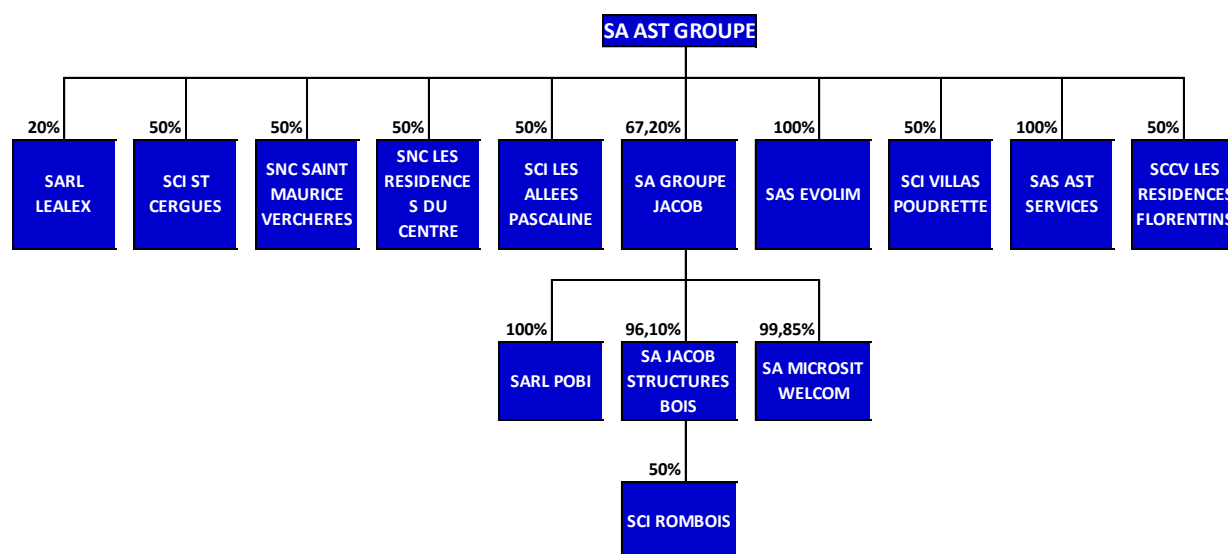 SA AST GROUPE
20%
50%
50%
50%
50%
67,20%
100%
50%
100%
50%
SARL
LEALEX
SCI ST
CERGUES
SNC SAINT
MAURICE
VERCHERES
SNC LES
RESIDENCE
S DU
CENTRE
SCI LES
ALLEES
PASCALINE
SA GROUPE
JACOB
SAS EVOLIM
SCI VILLAS
POUDRETTE
SAS AST
SERVICES
SCCV LES
RESIDENCES
FLORENTINS
100%
96,10%
99,85%
SARL POBI
SA JACOB
STRUCTURES
BOIS
SA MICROSIT
WELCOM
50%
SCI ROMBOIS